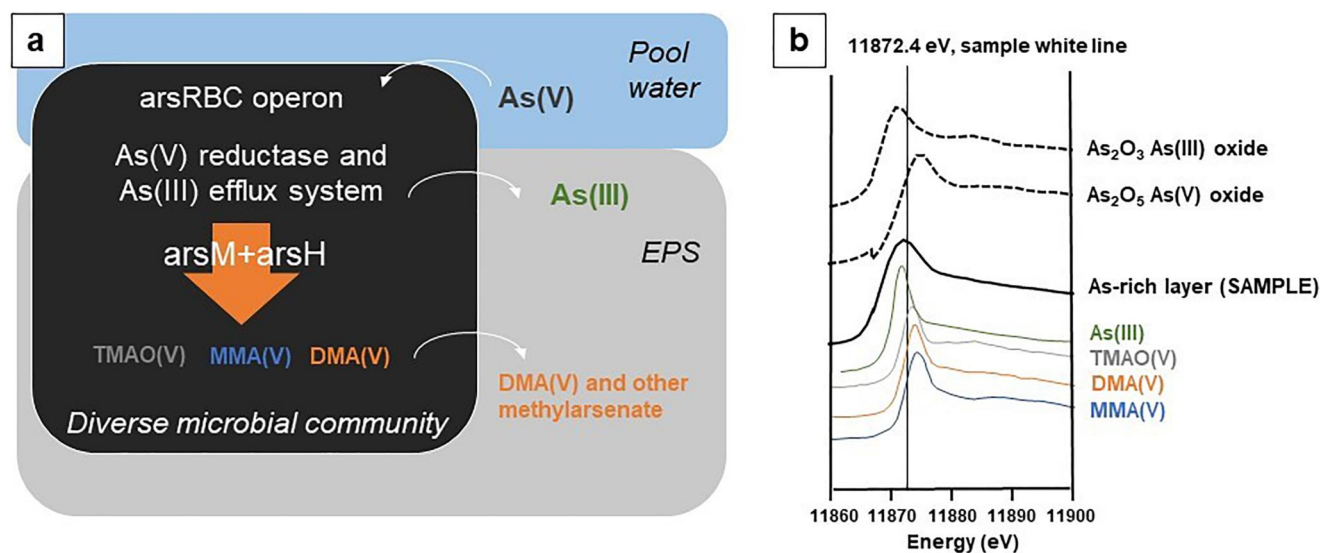 a
Pool
water
arsRBC operon
As(V)
As(V) reductase and
As(III) efflux system
As(III)
arsM+arsH
EPS
TMAO(V) MMA(V) DMA(V)
DMA(V) and other
methylarsenate
Diverse microbial community
b
11872.4 eV, sample white line
As₂O₃ As(III) oxide
As₂O₅ As(V) oxide
As-rich layer (SAMPLE)
As(III)
TMAO(V)
DMA(V)
MMA(V)
11860 11870 11880 11890 11900
Energy (eV)